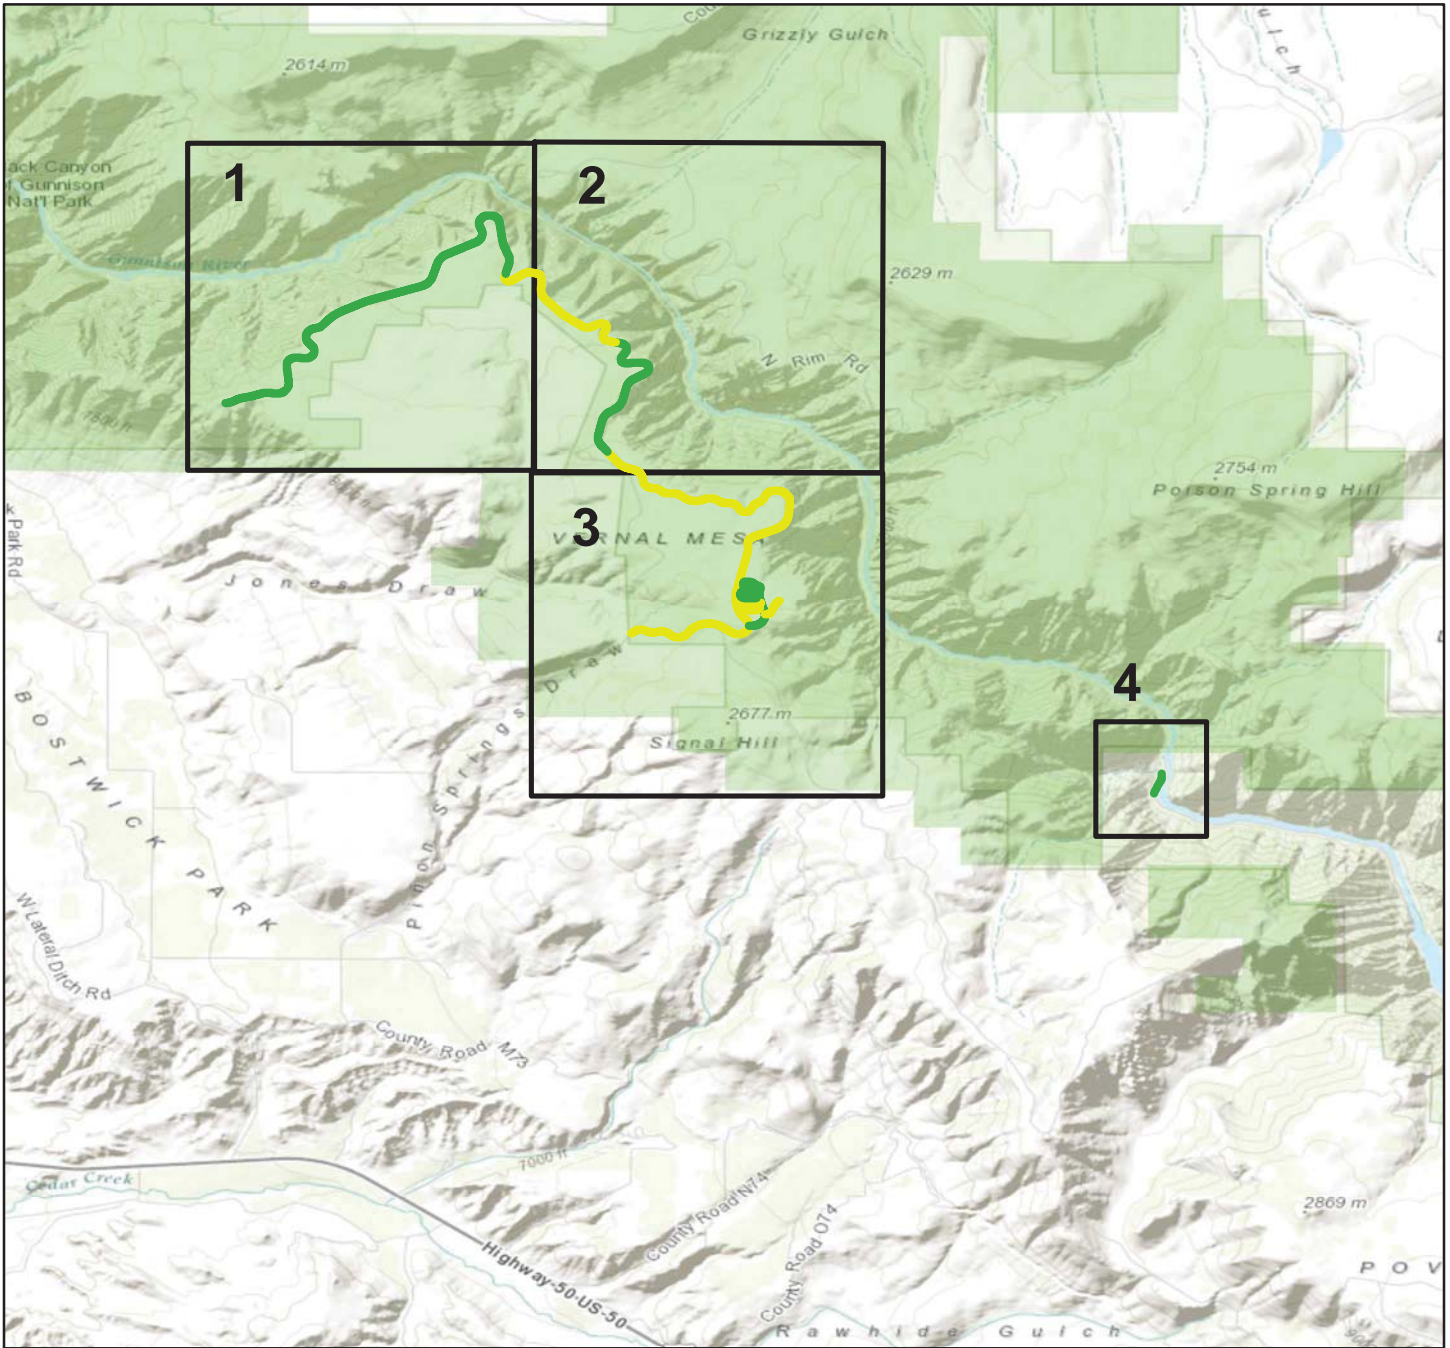 Grizzly Gulch
2614 m
ulch
1
2
ack Canyon
f Gunnison
Nat'l Park
Gunnison River
2629 m
N Rim Rd
7500 ft
2754 m
Poison Spring Hill
k Park Rd
3
VERNAL MESA
Jones Draw
Draw
4
BOSTWICK PARK
2677 m
Signal Hill
Pinon Springs
W Lateral Ditch Rd
County Road M73
7000 ft
Cedar Creek
County Road N74
County Road O74
2869 m
Highway-50-US-50
POV
Rawhide Gulch